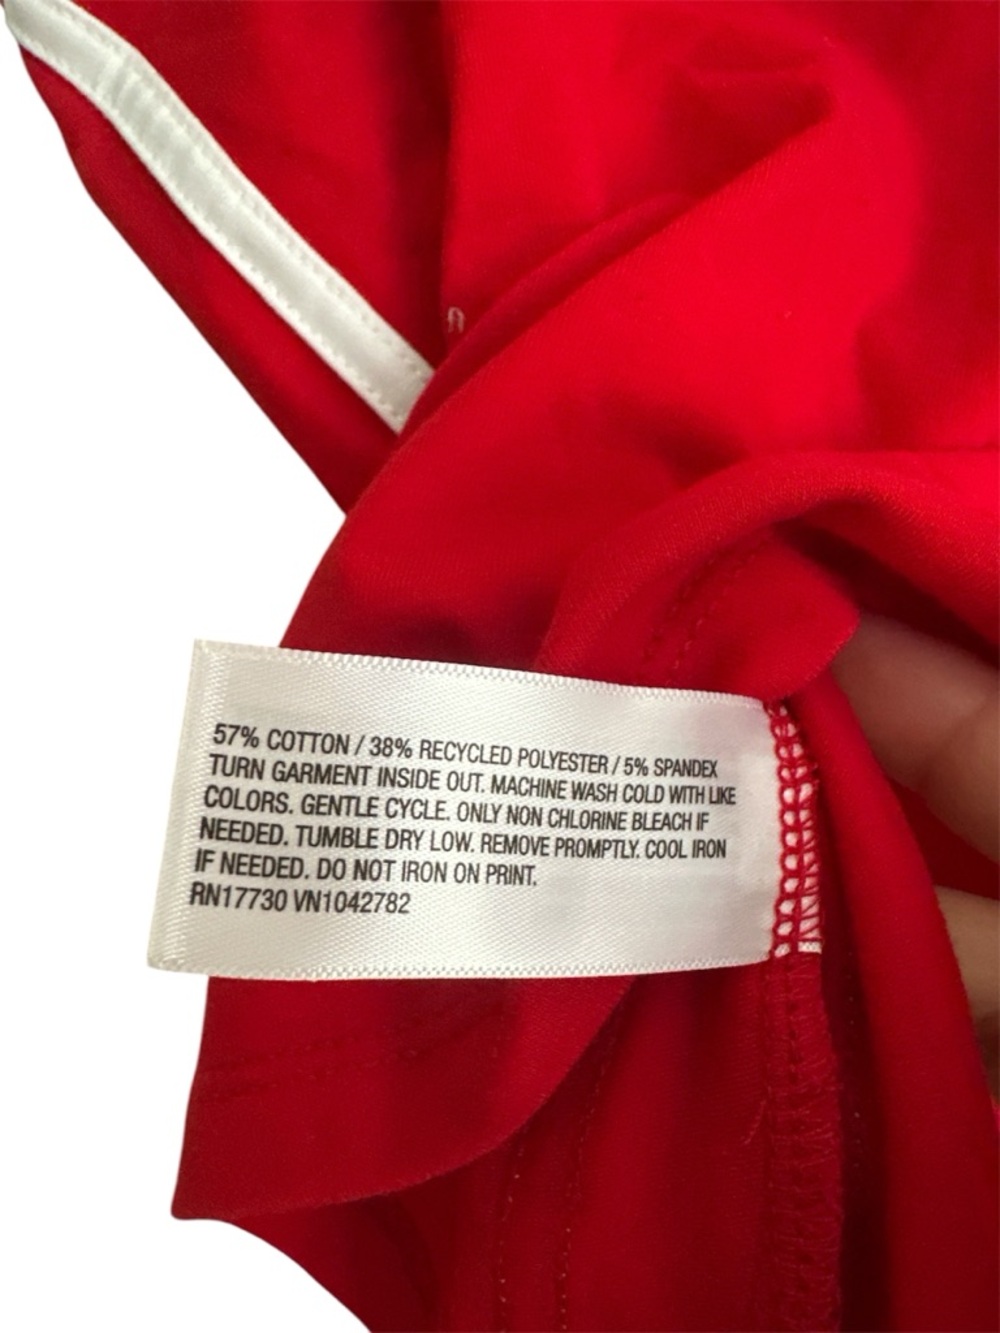 57% COTTON / 38% RECYCLED POLYESTER / 5% SPANDEX
TURN GARMENT INSIDE OUT. MACHINE WASH COLD WITH LIKE
COLORS. GENTLE CYCLE. ONLY NON CHLORINE BLEACH IF
NEEDED. TUMBLE DRY LOW. REMOVE PROMPTLY. COOL IRON
IF NEEDED. DO NOT IRON ON PRINT.
RN17730 VN1042782